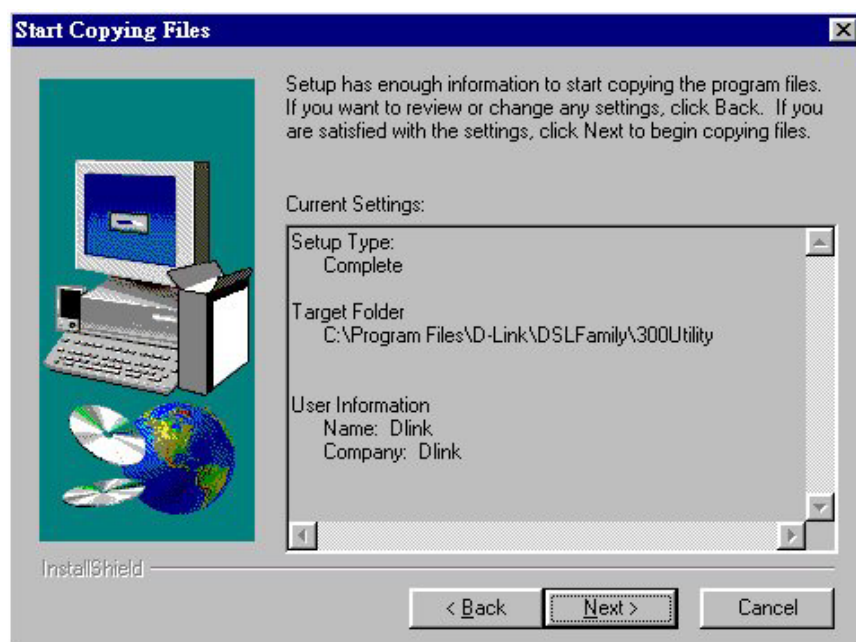 Start Copying Files
Setup has enough information to start copying the program files.
If you want to review or change any settings, click Back. If you
are satisfied with the settings, click Next to begin copying files.
Current Settings:
Setup Type:
Complete
Target Folder
C:\Program Files\D-Link\DSLFamily\300Utility
User Information
Name: Dlink
Company: Dlink
InstallShield
< Back
Next >
Cancel